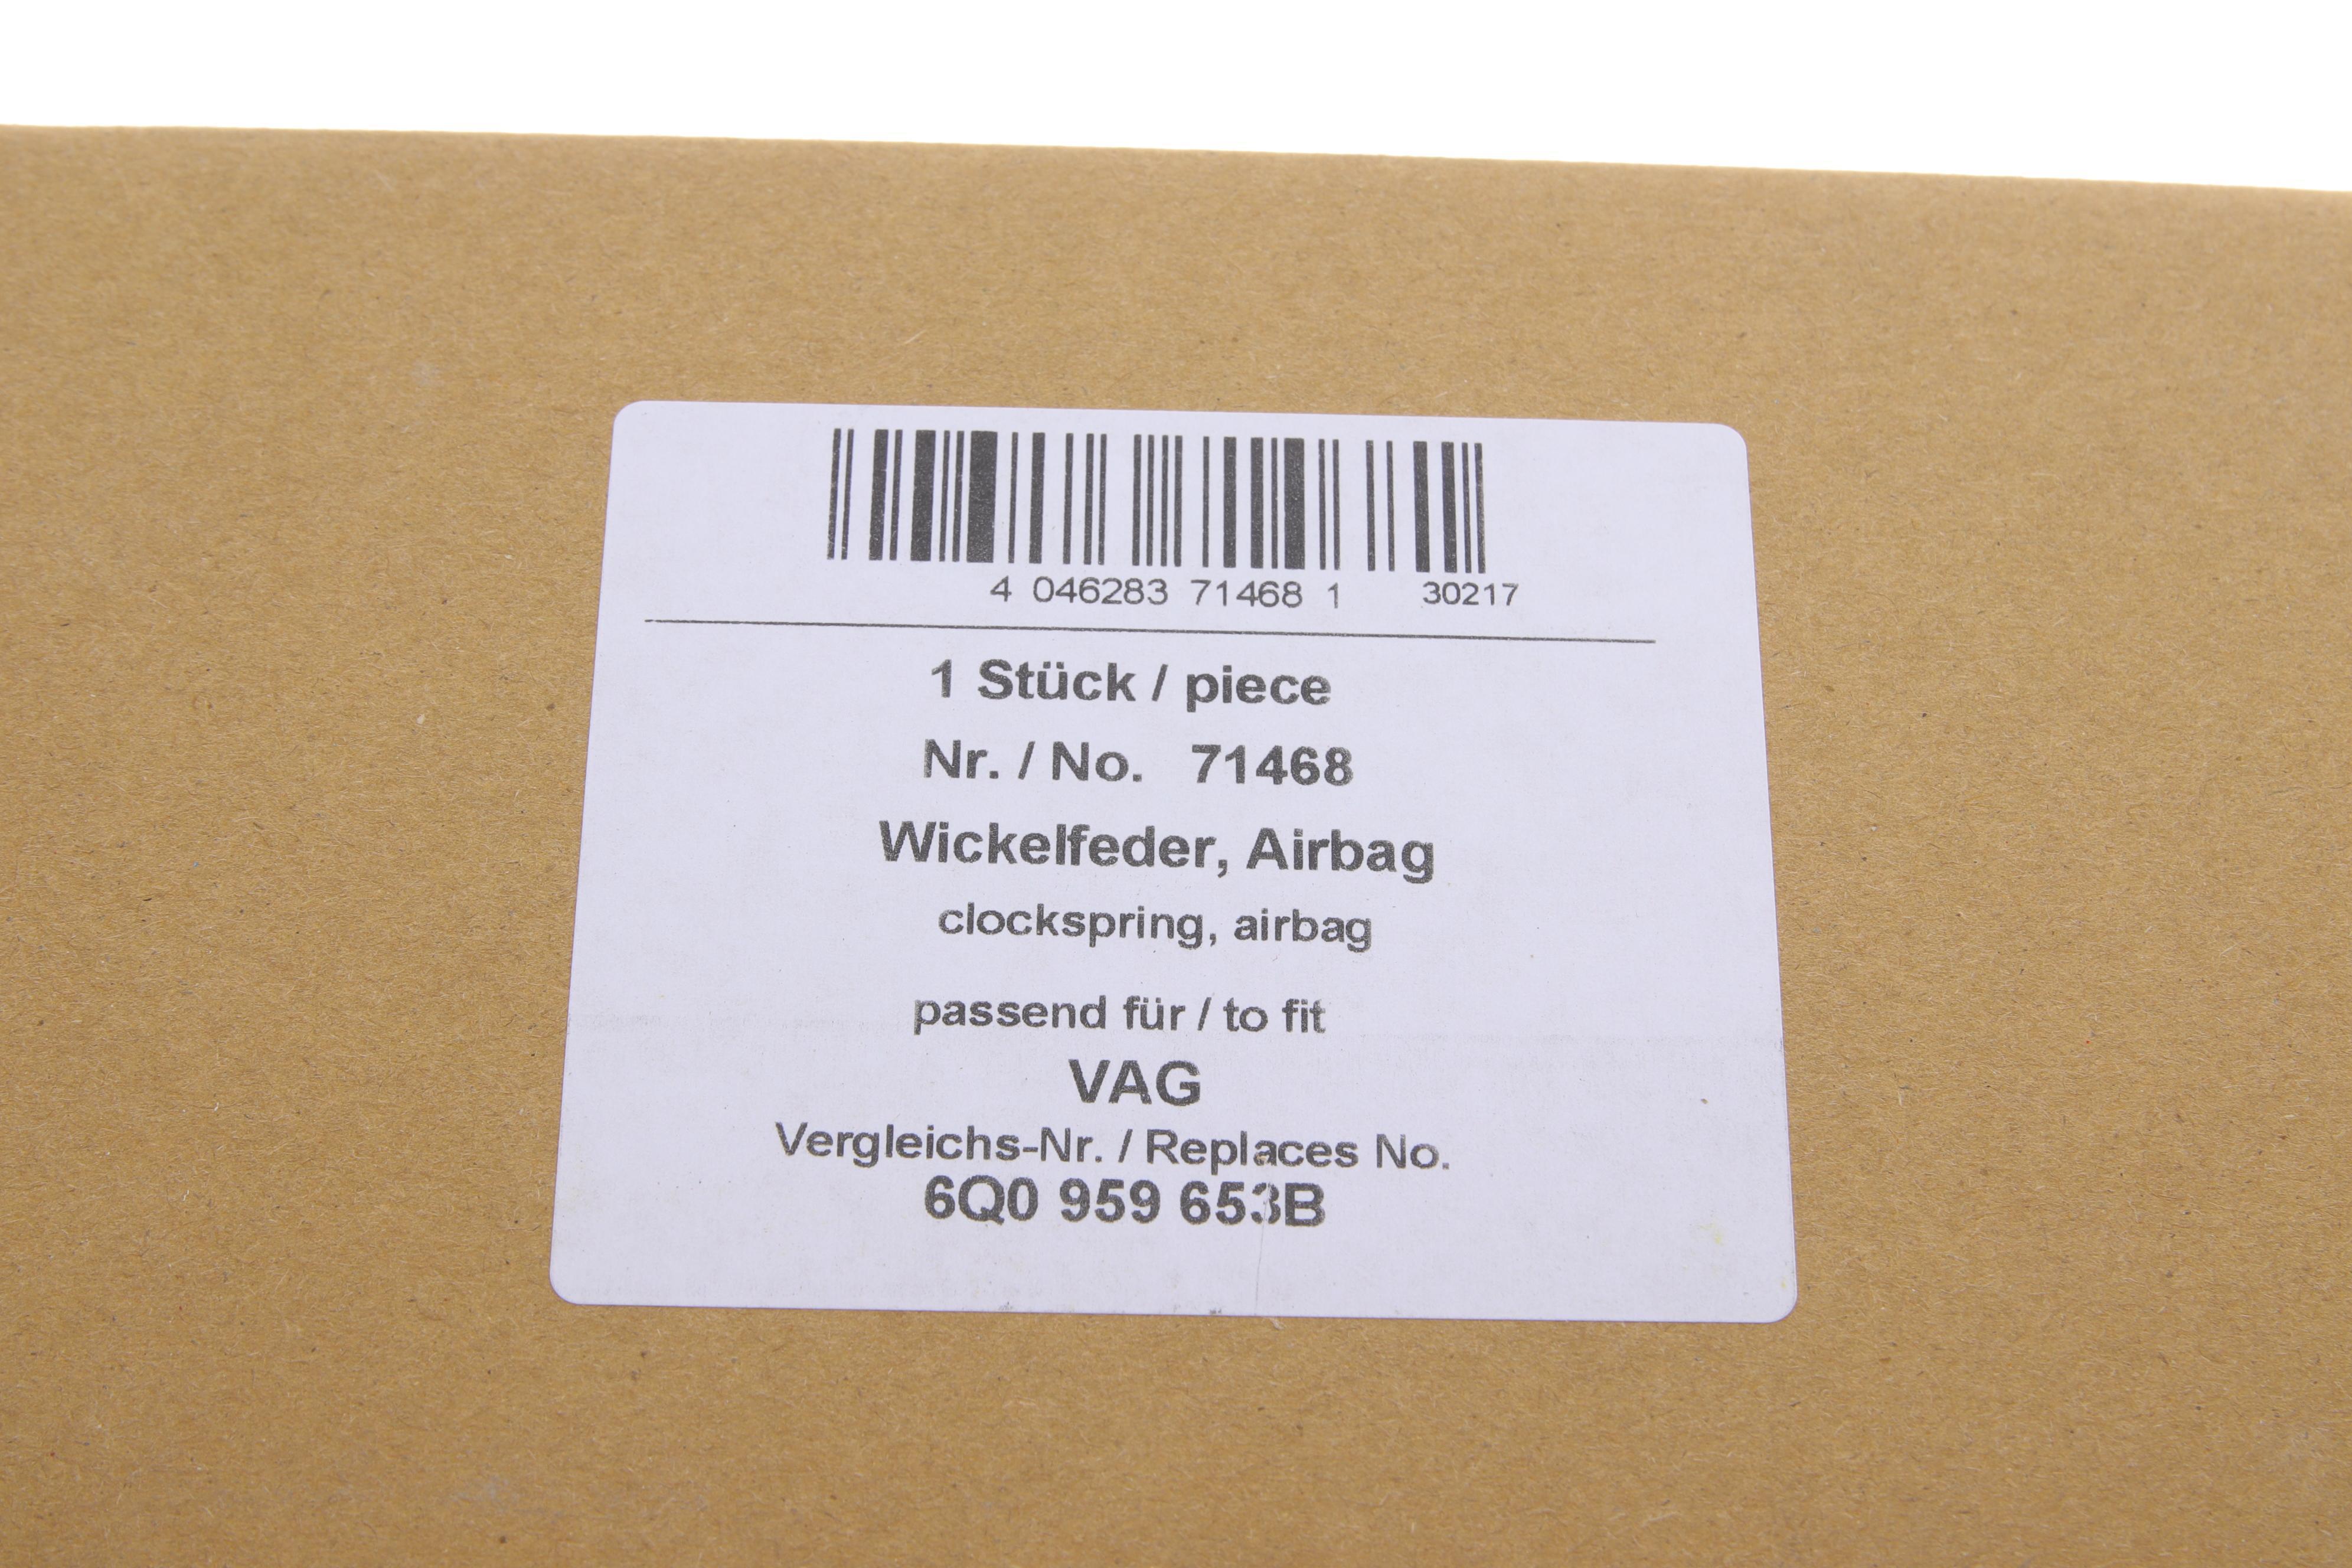 4 046283 71468 1 30217
1 Stück / piece
Nr. / No. 71468
Wickelfeder, Airbag
clockspring, airbag
passend für / to fit
VAG
Vergleichs-Nr. / Replaces No.
6Q0 959 653B